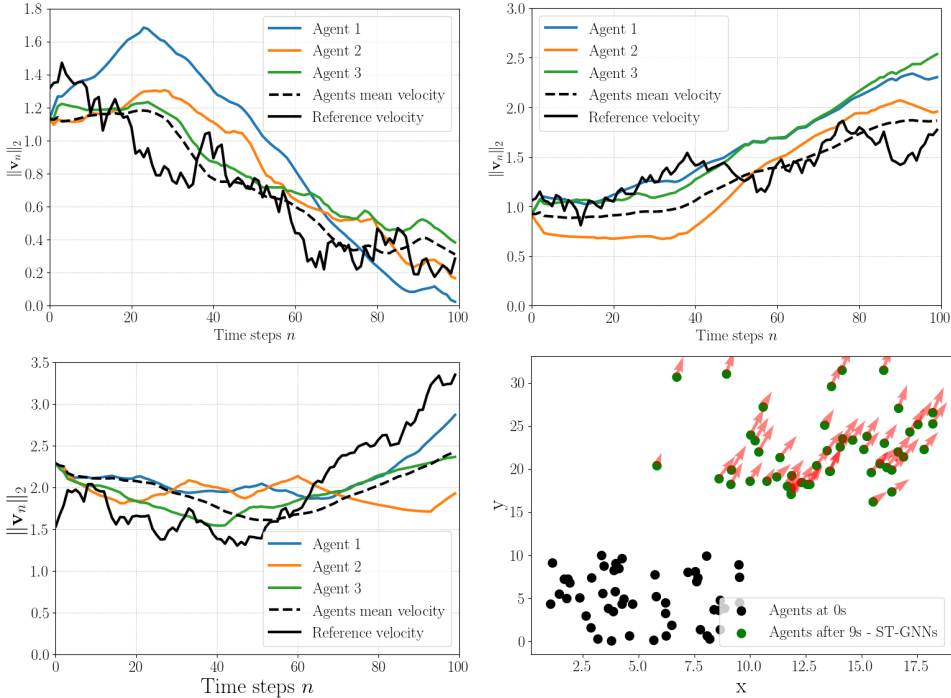 1.8
1.6
1.4
1.2
1.0
0.8
0.6
0.4
0.2
0.0
‖v_n‖_2
Agent 1
Agent 2
Agent 3
Agents mean velocity
Reference velocity
0 20 40 60 80 100
Time steps n
3.0
2.5
2.0
1.5
1.0
0.5
0.0
‖v_n‖_2
Agent 1
Agent 2
Agent 3
Agents mean velocity
Reference velocity
0 20 40 60 80 100
Time steps n
3.5
3.0
2.5
2.0
1.5
1.0
0.5
0.0
‖v_n‖_2
Agent 1
Agent 2
Agent 3
Agents mean velocity
Reference velocity
0 20 40 60 80 100
Time steps n
30
25
20
15
10
5
0
y
Agents at 0s
Agents after 9s - ST-GNNs
2.5 5.0 7.5 10.0 12.5 15.0 17.5
x